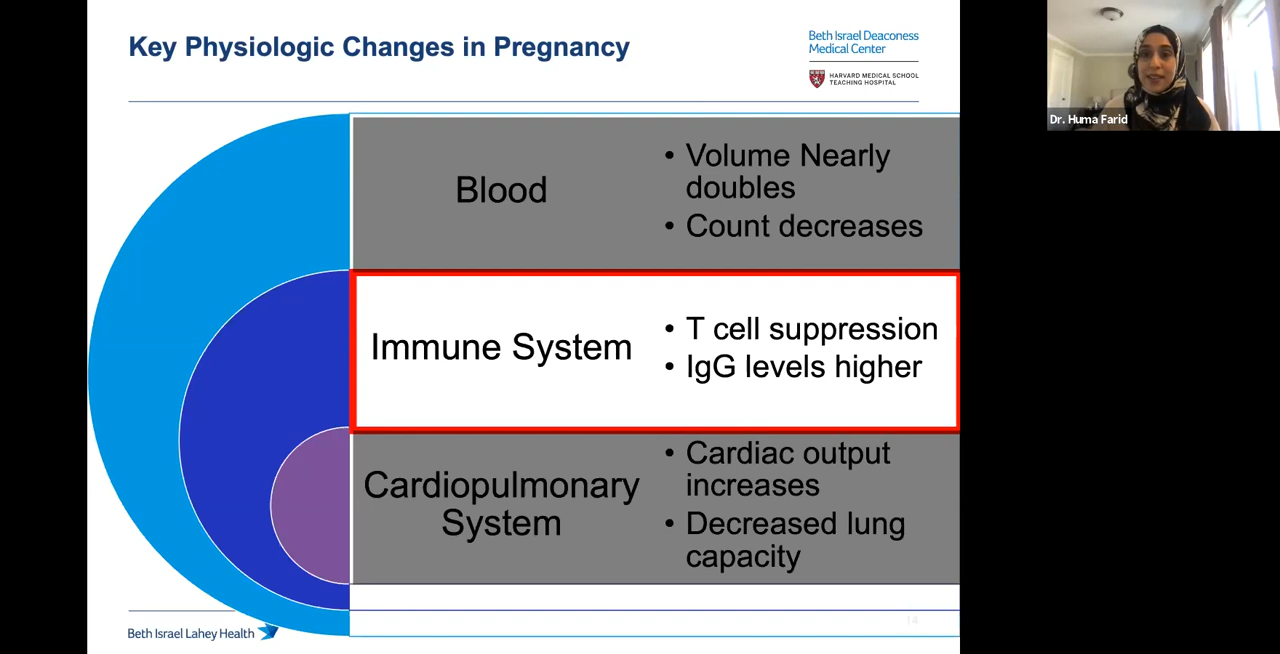 Key Physiologic Changes in Pregnancy
Beth Israel Deaconess
Medical Center
HARVARD MEDICAL SCHOOL
TEACHING HOSPITAL
Dr. Huma Farid
Blood
• Volume Nearly
doubles
• Count decreases
Immune System
• T cell suppression
• IgG levels higher
Cardiopulmonary
System
• Cardiac output
increases
• Decreased lung
capacity
Beth Israel Lahey Health
14